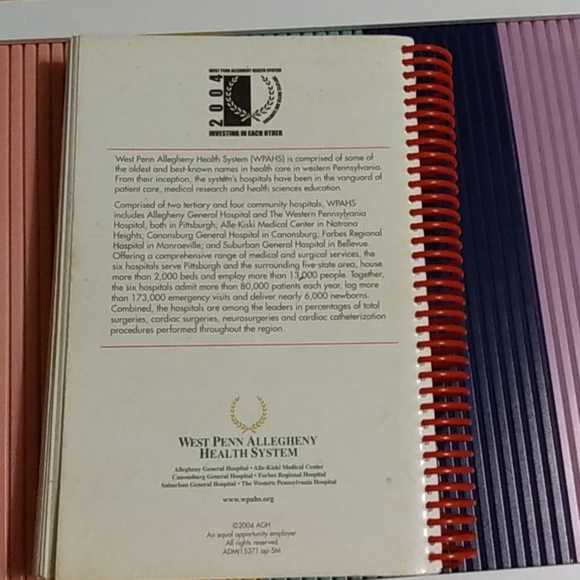 WEST PENN ALLEGHENY HEALTH SYSTEM
2004
INVESTING IN EACH OTHER
West Penn Allegheny Health System (WPAHS) is comprised of some of
the oldest and best-known names in health care in western Pennsylvania.
From their inception, the system's hospitals have been in the vanguard of
patient care, medical research and health sciences education.
Comprised of two tertiary and four community hospitals, WPAHS
includes Allegheny General Hospital and The Western Pennsylvania
Hospital, both in Pittsburgh; Alle-Kiski Medical Center in Natrona
Heights; Canonsburg General Hospital in Canonsburg; Forbes Regional
Hospital in Monroeville; and Suburban General Hospital in Bellevue.
Offering a comprehensive range of medical and surgical services, the
six hospitals serve Pittsburgh and the surrounding five-state area, house
more than 2,000 beds and employ more than 13,000 people. Together,
the six hospitals admit more than 80,000 patients each year, log more
than 173,000 emergency visits and deliver nearly 6,000 newborns.
Combined, the hospitals are among the leaders in percentages of total
surgeries, cardiac surgeries, neurosurgeries and cardiac catheterization
procedures performed throughout the region.
WEST PENN ALLEGHENY
HEALTH SYSTEM
Allegheny General Hospital • Alle-Kiski Medical Center
Canonsburg General Hospital • Forbes Regional Hospital
Suburban General Hospital • The Western Pennsylvania Hospital
www.wpahs.org
©2004 AGH
An equal opportunity employer
All rights reserved
ADM15371 op 5M